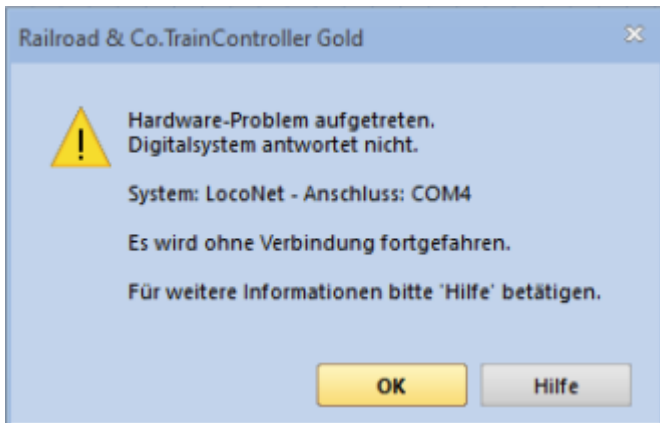 Railroad & Co.TrainController Gold
Hardware-Problem aufgetreten.
Digitalsystem antwortet nicht.
System: LocoNet - Anschluss: COM4
Es wird ohne Verbindung fortgefahren.
Für weitere Informationen bitte 'Hilfe' betätigen.
OK
Hilfe